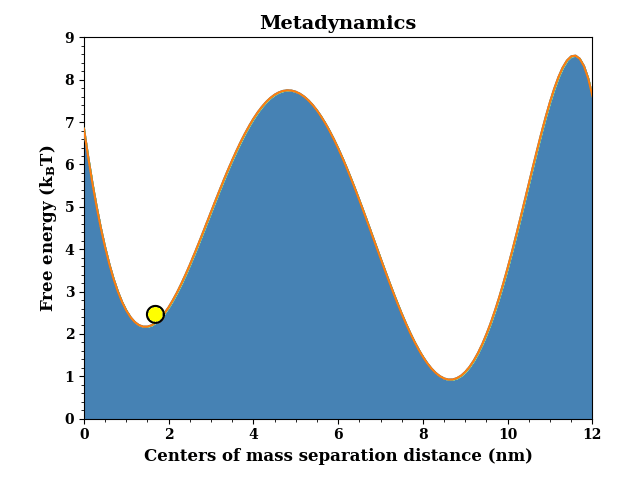 Metadynamics
Free energy (k_BT)
9
8
7
6
5
4
3
2
1
0
0 2 4 6 8 10 12
Centers of mass separation distance (nm)